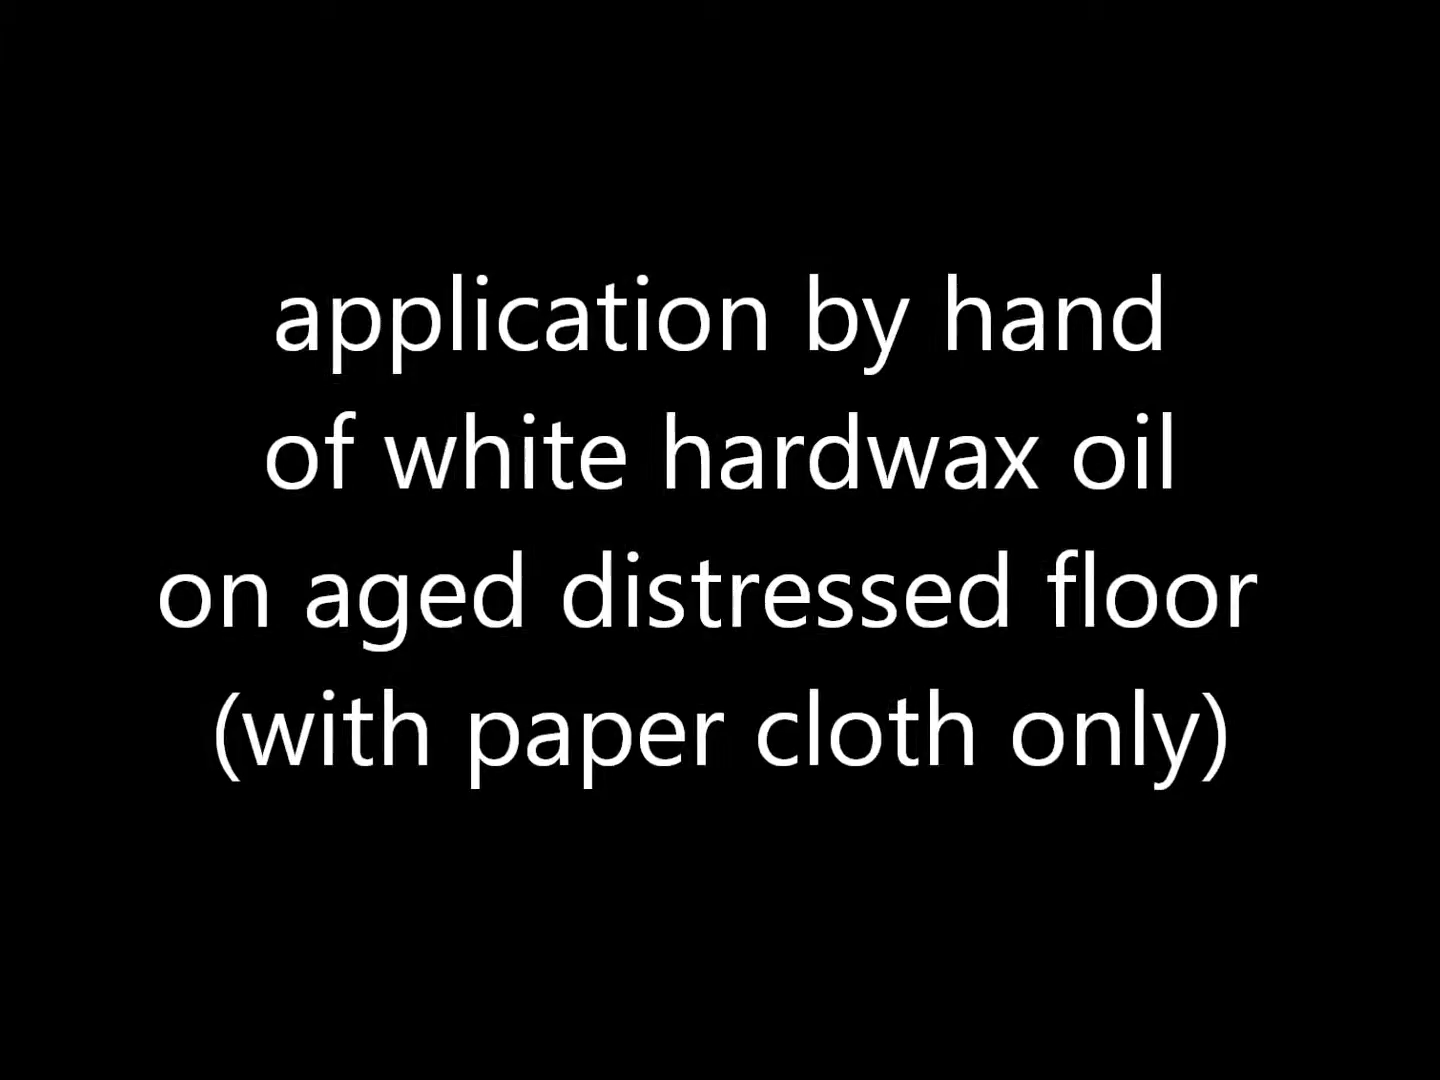 application by hand
of white hardwax oil
on aged distressed floor
(with paper cloth only)